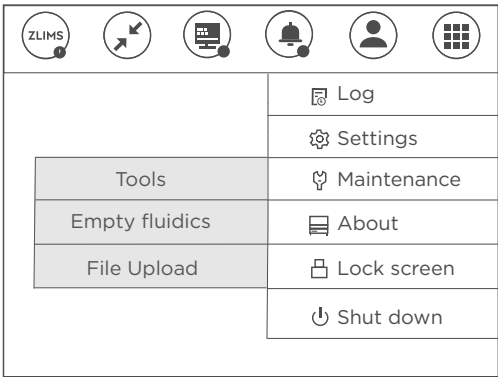 ZLIMS
Log
Settings
Tools
Maintenance
Empty fluidics
About
File Upload
Lock screen
Shut down